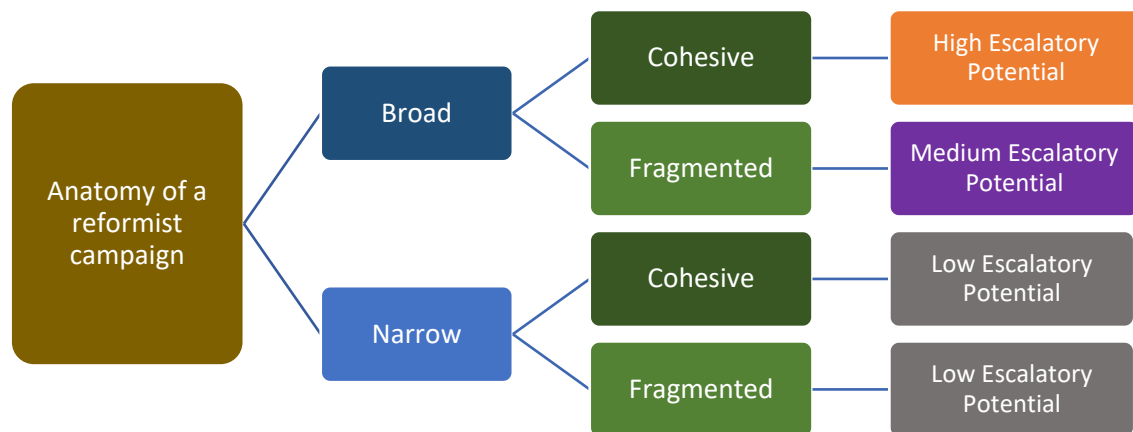 Anatomy of a
reformist
campaign
Broad
Cohesive
High Escalatory
Potential
Fragmented
Medium Escalatory
Potential
Narrow
Cohesive
Low Escalatory
Potential
Fragmented
Low Escalatory
Potential